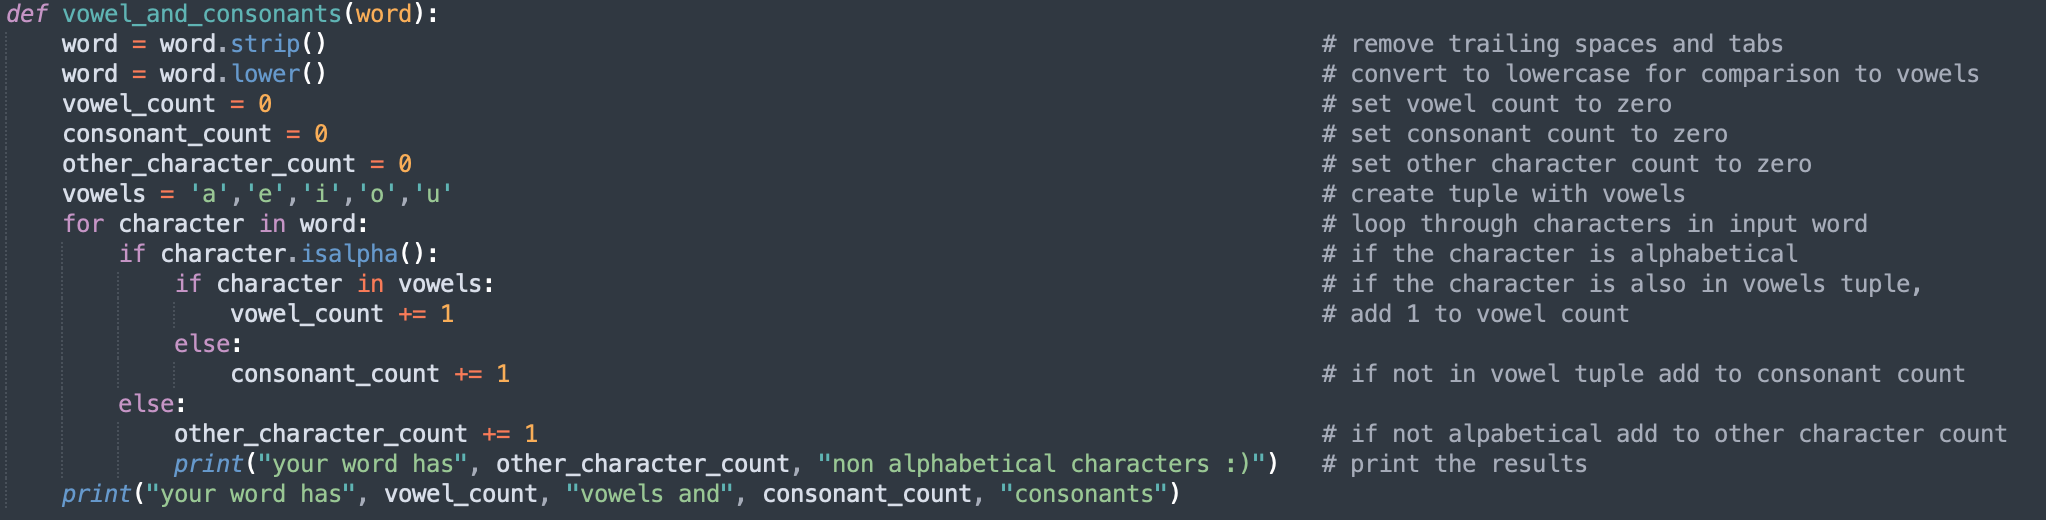 def vowel_and_consonants(word):
    word = word.strip()                                                                       # remove trailing spaces and tabs
    word = word.lower()                                                                       # convert to lowercase for comparison to vowels
    vowel_count = 0                                                                           # set vowel count to zero
    consonant_count = 0                                                                       # set consonant count to zero
    other_character_count = 0                                                                 # set other character count to zero
    vowels = 'a','e','i','o','u'                                                              # create tuple with vowels
    for character in word:                                                                    # loop through characters in input word
        if character.isalpha():                                                               # if the character is alphabetical
            if character in vowels:                                                           # if the character is also in vowels tuple,
                vowel_count += 1                                                              # add 1 to vowel count
            else:
                consonant_count += 1                                                          # if not in vowel tuple add to consonant count
        else:
            other_character_count += 1                                                        # if not alpabetical add to other character count
            print("your word has", other_character_count, "non alphabetical characters :)")   # print the results
    print("your word has", vowel_count, "vowels and", consonant_count, "consonants")